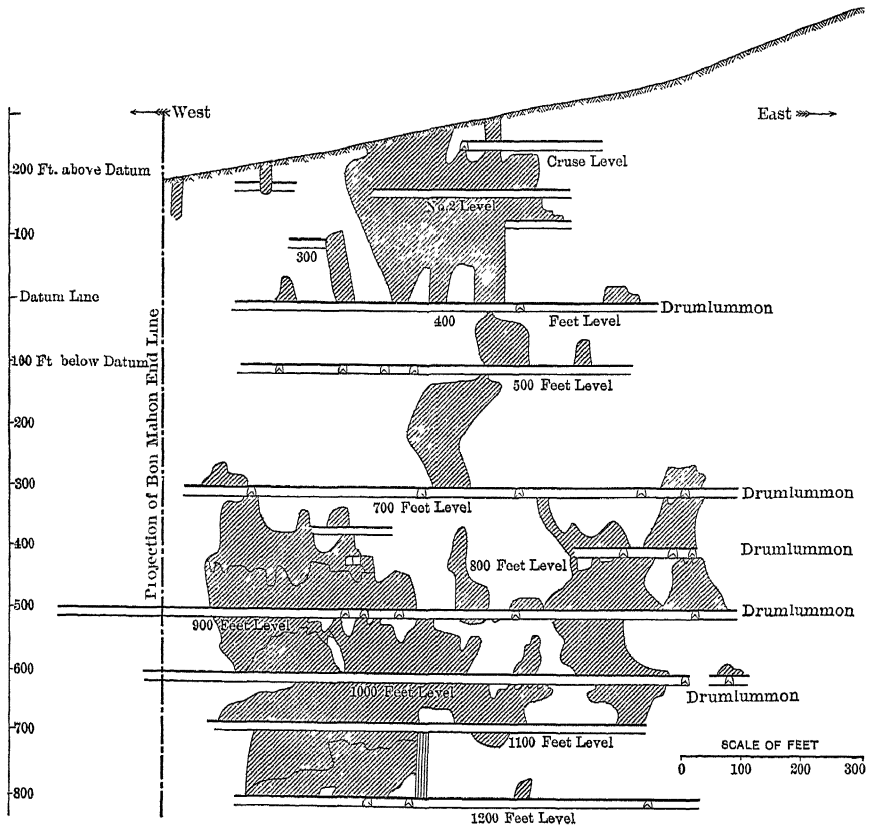 West
East
200 Ft. above Datum
Cruse Level
No. 2 Level
100
300
Datum Line
Drumlummon
400 Feet Level
100 Ft below Datum
500 Feet Level
Projection of Bon Mahon End Line
-200
-300
700 Feet Level
Drumlummon
-400
800 Feet Level
Drumlummon
-500
Drumlummon
900 Feet Level
-600
1000 Feet Level
Drumlummon
-700
1100 Feet Level
SCALE OF FEET
0 100 200 300
-800
1200 Feet Level